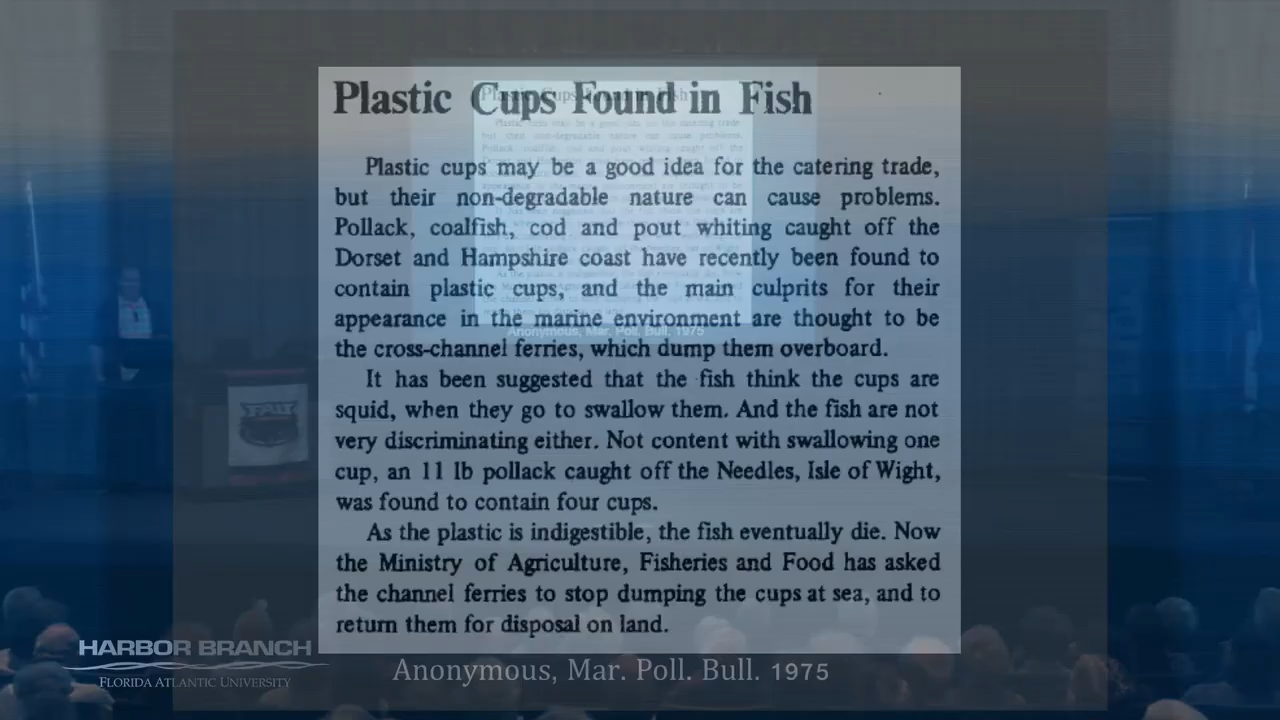 Plastic Cups Found in Fish
Plastic cups may be a good idea for the catering trade,
but their non-degradable nature can cause problems.
Pollack, coalfish, cod and pout whiting caught off the
Dorset and Hampshire coast have recently been found to
contain plastic cups, and the main culprits for their
appearance in the marine environment are thought to be
the cross-channel ferries, which dump them overboard.
It has been suggested that the fish think the cups are
squid, when they go to swallow them. And the fish are not
very discriminating either. Not content with swallowing one
cup, an 11 lb pollack caught off the Needles, Isle of Wight,
was found to contain four cups.
As the plastic is indigestible, the fish eventually die. Now
the Ministry of Agriculture, Fisheries and Food has asked
the channel ferries to stop dumping the cups at sea, and to
return them for disposal on land.
Anonymous, Mar. Poll. Bull. 1975
Anonymous, Mar. Poll. Bull. 1975
FAU
HARBOR BRANCH
FLORIDA ATLANTIC UNIVERSITY